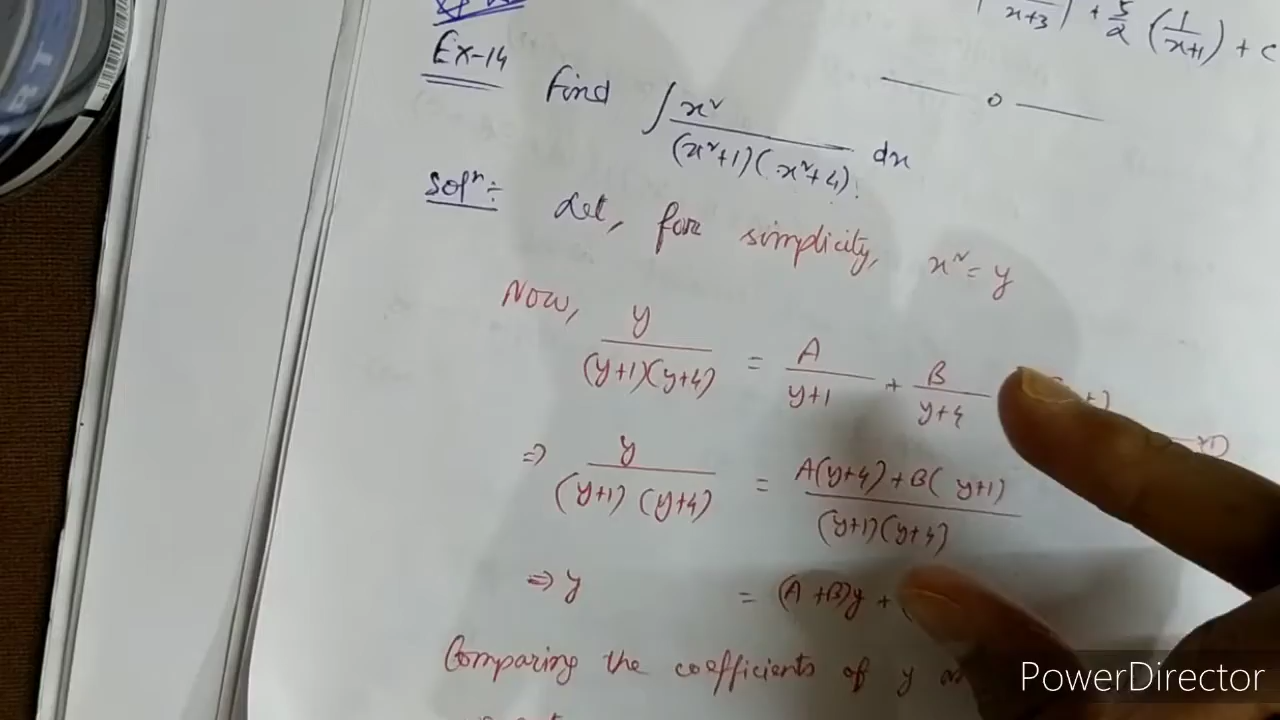 x+3 | + 5/2 (1/x+1) + c
Ex-14
Find ∫ x² / (x²+1)(x²+4) dx
— o —
Solⁿ:
Let, for simplicity, x² = y
Now, y / (y+1)(y+4) = A / y+1 + B / y+4
=> y / (y+1) (y+4) = A(y+4) + B( y+1) / (y+1)(y+4)
=> y = (A +B)y +
Comparing the coefficients of y
PowerDirector